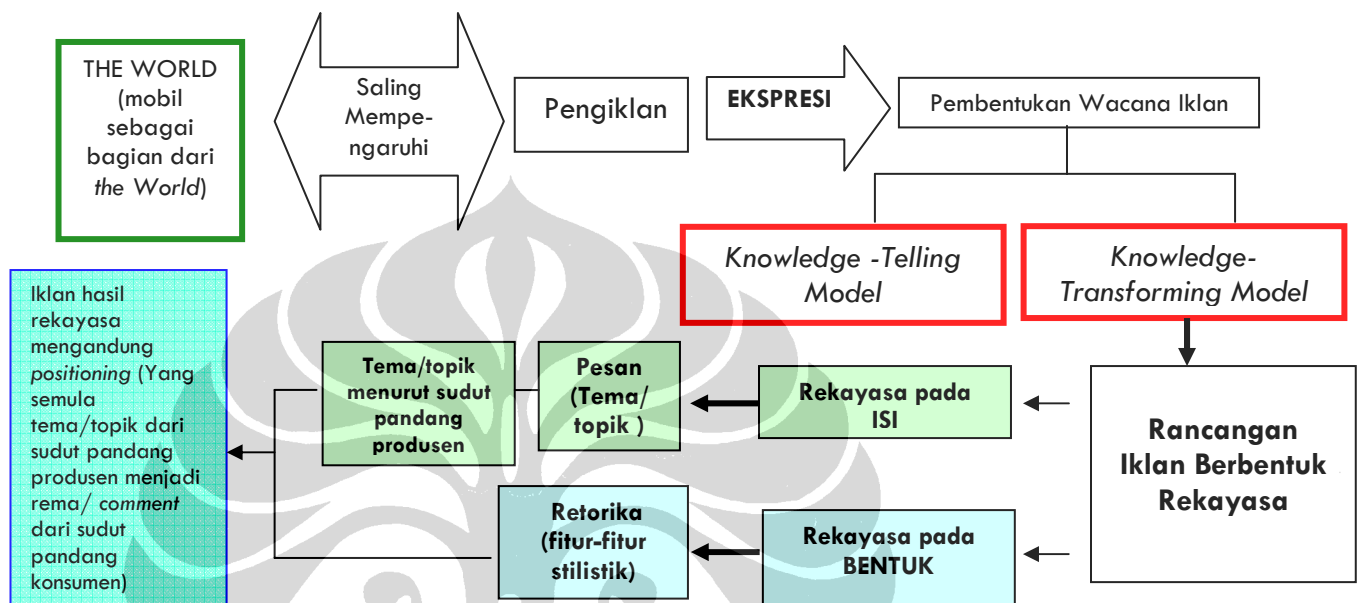 THE WORLD
(mobil
sebagai
bagian dari
the World)
Saling
Mempe-
ngaruhi
Pengiklan
EKSPRESI
Pembentukan Wacana Iklan
Knowledge -Telling
Model
Knowledge-
Transforming Model
Rancangan
Iklan Berbentuk
Rekayasa
Rekayasa pada
ISI
Pesan
(Tema/
topik )
Tema/topik
menurut sudut
pandang
produsen
Rekayasa pada
BENTUK
Retorika
(fitur-fitur
stilistik)
Iklan hasil
rekayasa
mengandung
positioning (Yang
semula
tema/topik dari
sudut pandang
produsen menjadi
rema/ comment
dari sudut
pandang
konsumen)